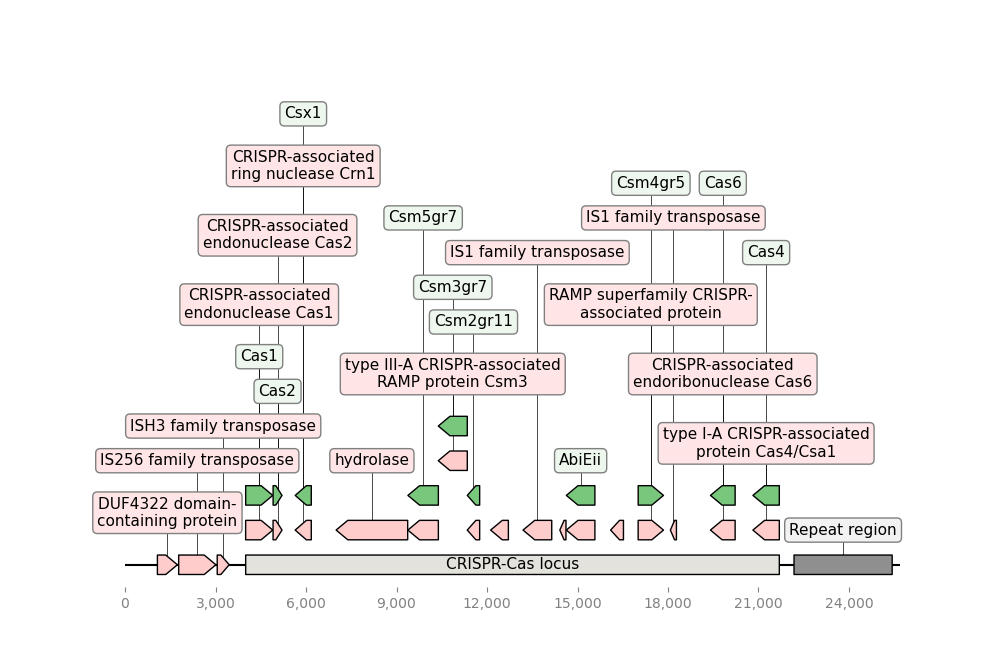 Csx1
CRISPR-associated
ring nuclease Crn1
Csm4gr5
Cas6
CRISPR-associated
endonuclease Cas2
Csm5gr7
IS1 family transposase
IS1 family transposase
Cas4
CRISPR-associated
endonuclease Cas1
Csm3gr7
RAMP superfamily CRISPR-
associated protein
Csm2gr11
Cas1
type III-A CRISPR-associated
RAMP protein Csm3
CRISPR-associated
endoribonuclease Cas6
Cas2
ISH3 family transposase
type I-A CRISPR-associated
protein Cas4/Csa1
IS256 family transposase
hydrolase
AbiEii
DUF4322 domain-
containing protein
Repeat region
CRISPR-Cas locus
0
3,000
6,000
9,000
12,000
15,000
18,000
21,000
24,000